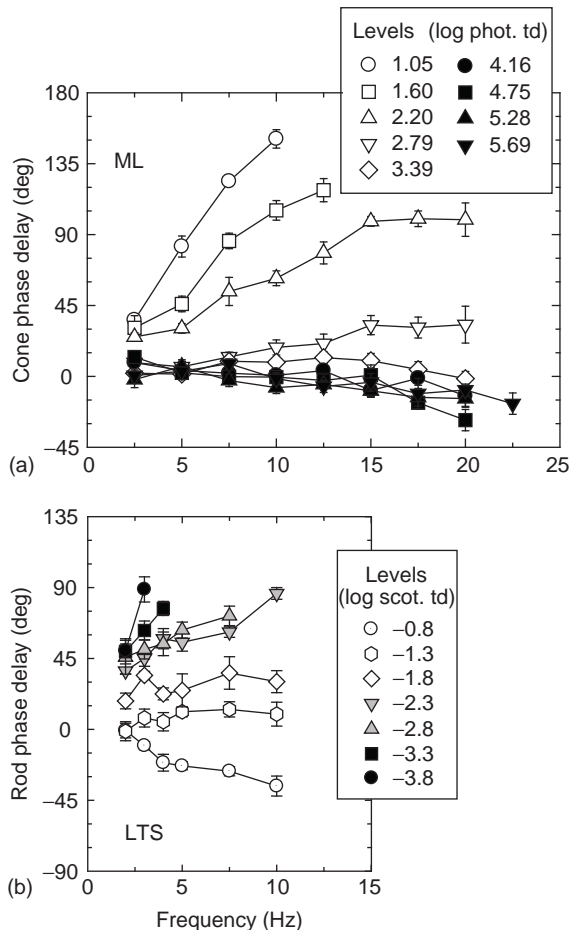 Levels (log phot. td)
1.05 4.16
1.60 4.75
2.20 5.28
2.79 5.69
3.39
180
135
90
45
0
−45
Cone phase delay (deg)
ML
(a)
0 5 10 15 20 25
135
90
45
0
−45
−90
Rod phase delay (deg)
LTS
Levels
(log scot. td)
−0.8
−1.3
−1.8
−2.3
−2.8
−3.3
−3.8
(b)
0 5 10 15
Frequency (Hz)